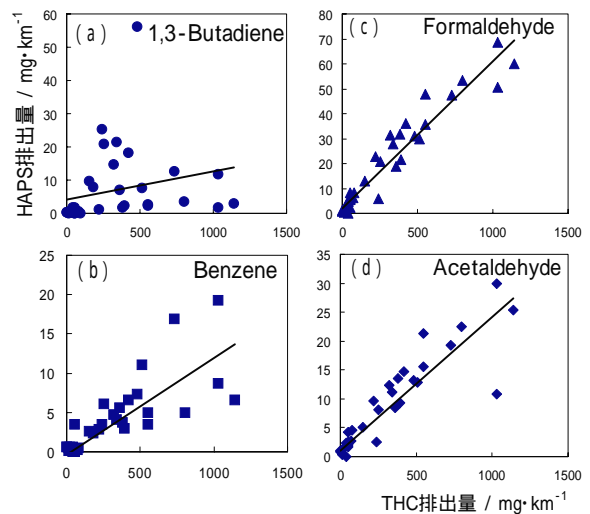 ( a )
1,3-Butadiene
60
50
40
30
20
10
0
0 500 1000 1500
HAPS排出量 / mg·km⁻¹
( c )
Formaldehyde
80
70
60
50
40
30
20
10
0
0 500 1000 1500
( b )
Benzene
25
20
15
10
5
0
0 500 1000 1500
( d )
Acetaldehyde
35
30
25
20
15
10
5
0
0 500 1000 1500
THC排出量 / mg·km⁻¹